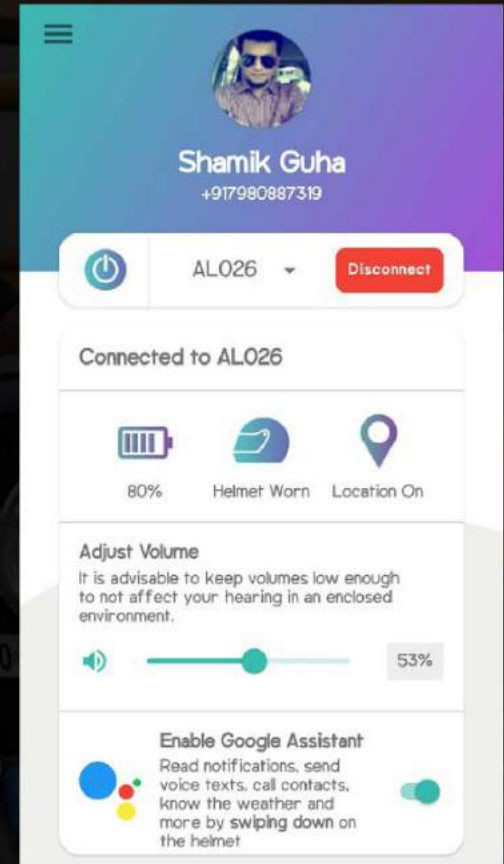 Shamik Guha
+917980887319
AL026
Disconnect
Connected to AL026
80%
Helmet Worn
Location On
Adjust Volume
It is advisable to keep volumes low enough
to not affect your hearing in an enclosed
environment.
53%
Enable Google Assistant
Read notifications, send
voice texts, call contacts,
know the weather and
more by swiping down on
the helmet